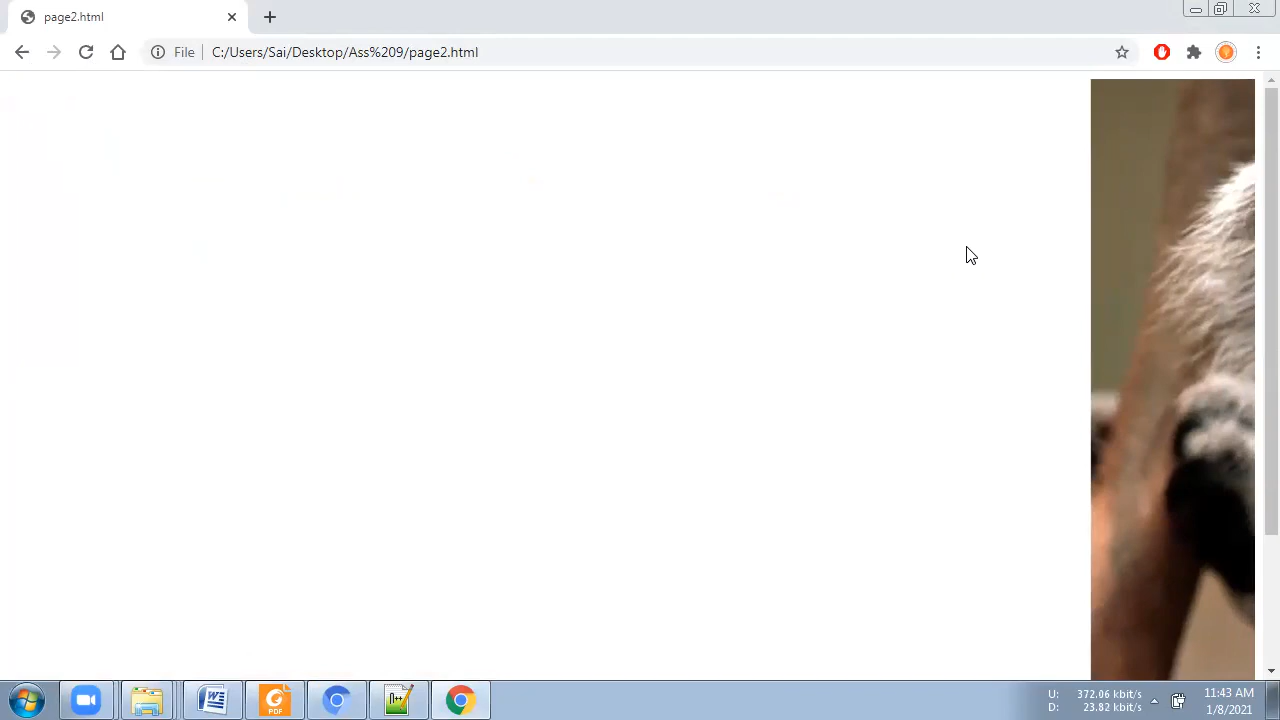 page2.html
File
C:/Users/Sai/Desktop/Ass%209/page2.html
PDF
U: 372.06 kbit/s
D: 23.82 kbit/s
11:43 AM
1/8/2021